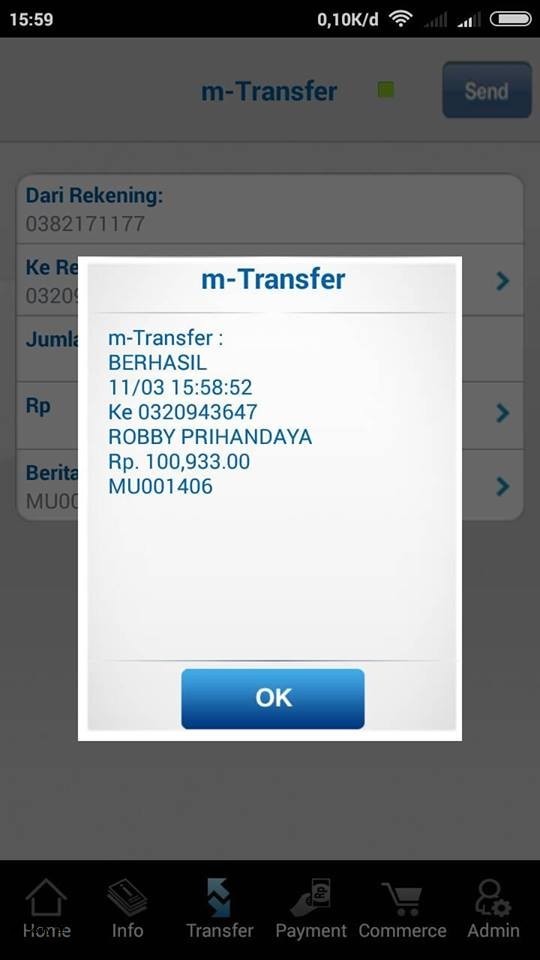 15:59
0,10K/d
m-Transfer
Send
Dari Rekening:
0382171177
Ke Re
03209
Jumla
Rp
Berita
MU00
m-Transfer
m-Transfer :
BERHASIL
11/03 15:58:52
Ke 0320943647
ROBBY PRIHANDAYA
Rp. 100,933.00
MU001406
OK
Home
Info
Transfer
Payment
Commerce
Admin